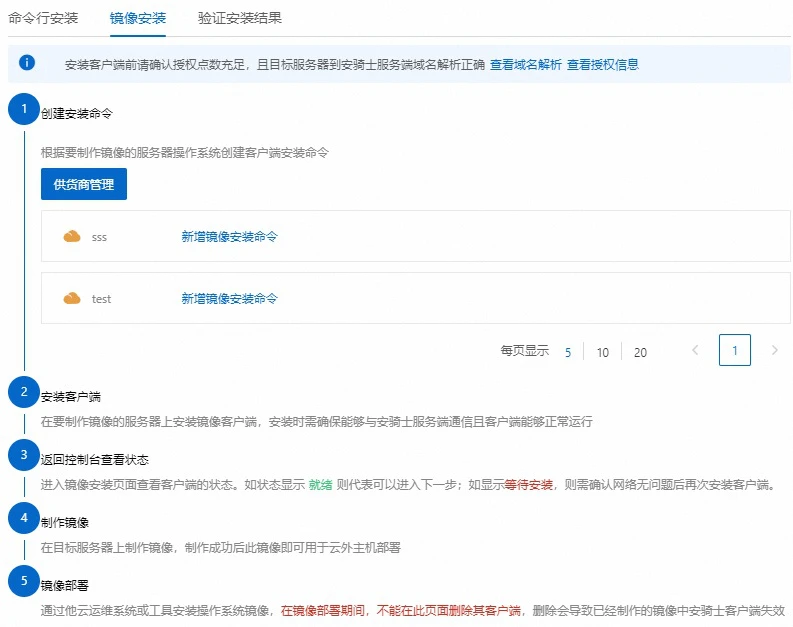 命令行安装 镜像安装 验证安装结果
安装客户端前请确认授权点数充足，且目标服务器到安骑士服务端域名解析正确 查看域名解析 查看授权信息
1 创建安装命令
根据要制作镜像的服务器操作系统创建客户端安装命令
供货商管理
sss 新增镜像安装命令
test 新增镜像安装命令
每页显示 5 10 20 < 1 >
2 安装客户端
在要制作镜像的服务器上安装镜像客户端，安装时需确保能够与安骑士服务端通信且客户端能够正常运行
3 返回控制台查看状态
进入镜像安装页面查看客户端的状态。如状态显示 就绪 则代表可以进入下一步；如显示等待安装，则需确认网络无问题后再次安装客户端。
4 制作镜像
在目标服务器上制作镜像，制作成功后此镜像即可用于云外主机部署
5 镜像部署
通过他云运维系统或工具安装操作系统镜像，在镜像部署期间，不能在此页面删除其客户端，删除会导致已经制作的镜像中安骑士客户端失效